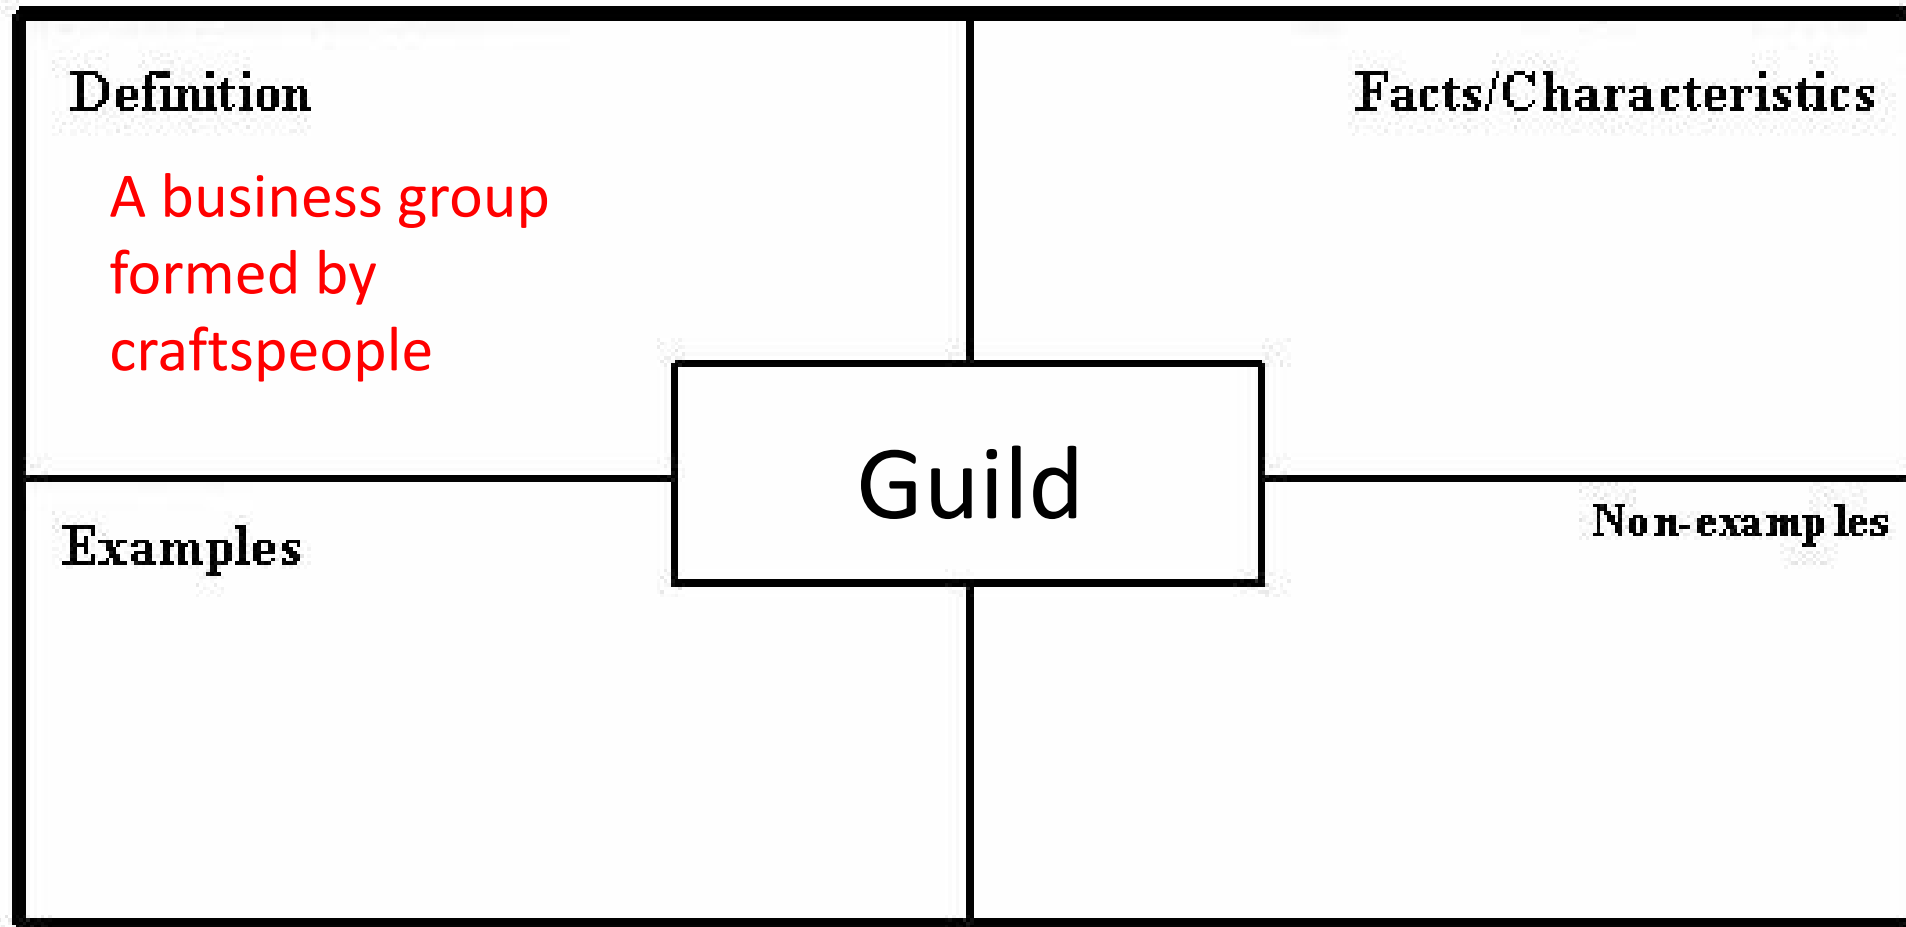 Definition
Facts/Characteristics
A business group
formed by
craftspeople
Guild
Examples
Non-examples